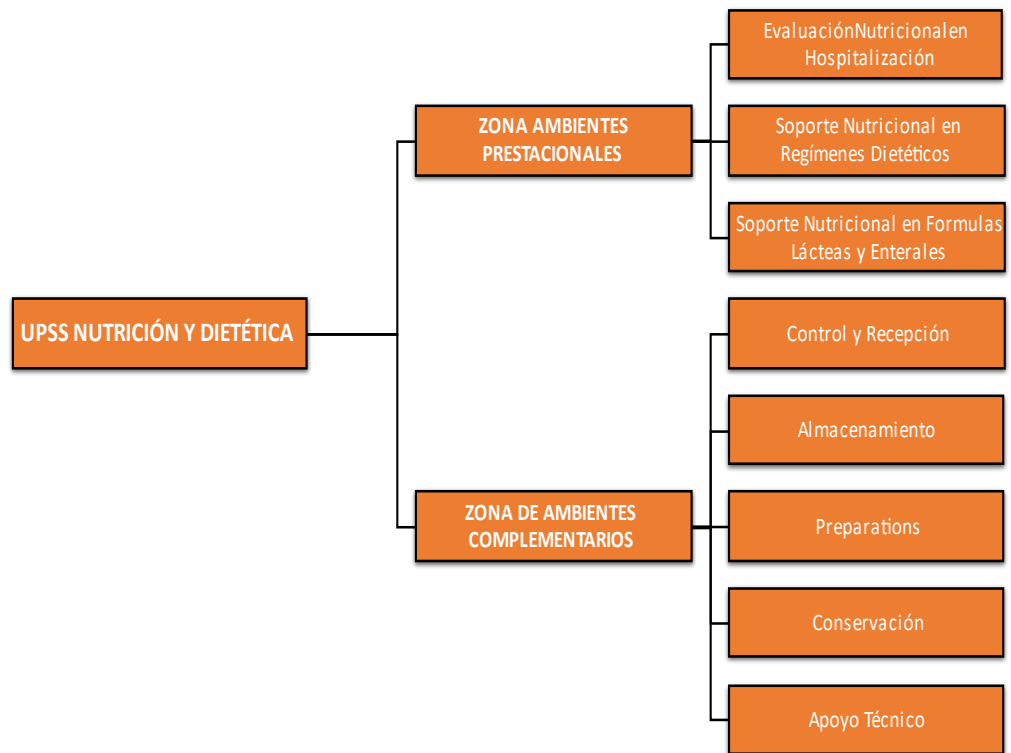 EvaluaciónNutricionalen
Hospitalización
ZONA AMBIENTES
PRESTACIONALES
Soporte Nutricional en
Regímenes Dietéticos
Soporte Nutricional en Formulas
Lácteas y Enterales
UPSS NUTRICIÓN Y DIETÉTICA
Control y Recepción
Almacenamiento
ZONA DE AMBIENTES
COMPLEMENTARIOS
Preparations
Conservación
Apoyo Técnico